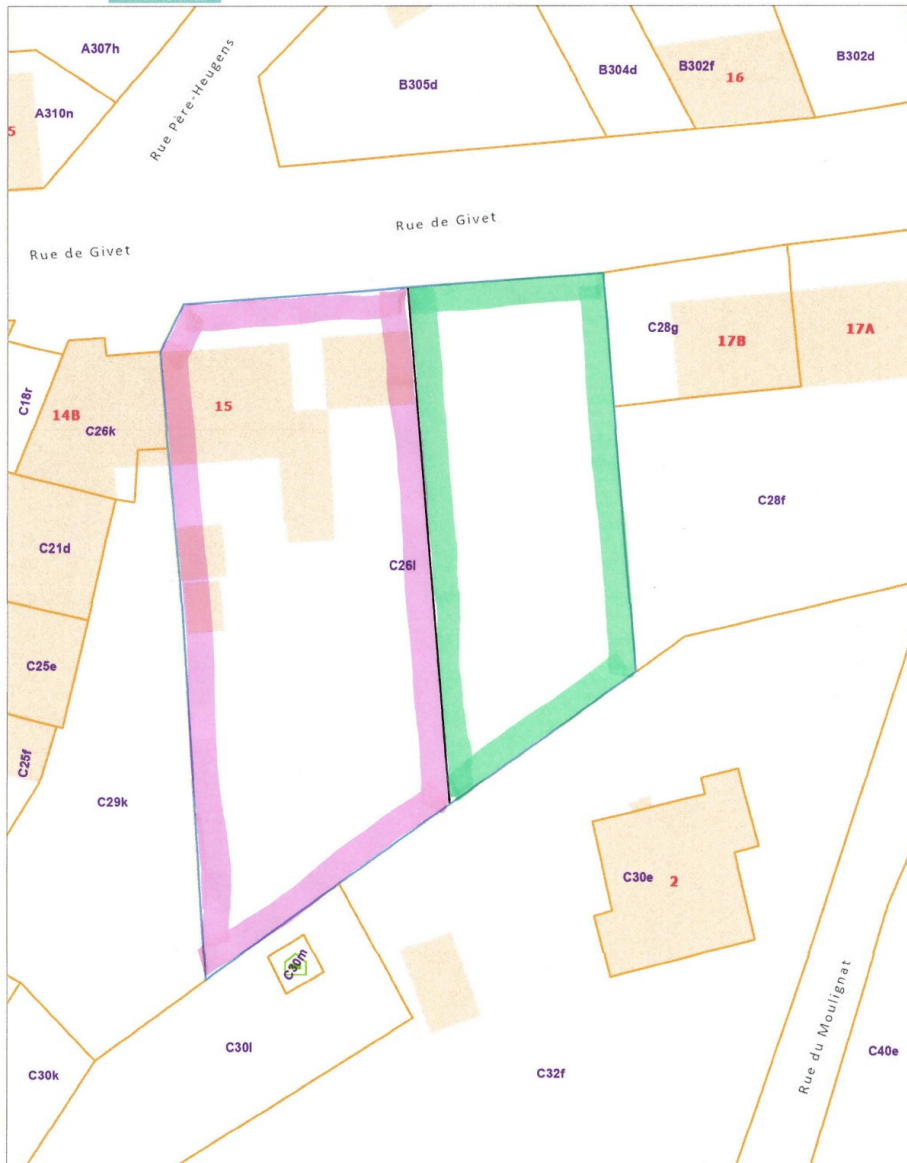 A307h
B305d
B304d
B302f
16
B302d
A310n
5
Rue Père-Heugens
Rue de Givet
Rue de Givet
C28g
17B
17A
C18r
14B
C26k
15
C28f
C21d
C26l
C25e
C25f
C29k
C30e
2
C30m
C30l
C30k
C32f
Rue du Moulignat
C40e